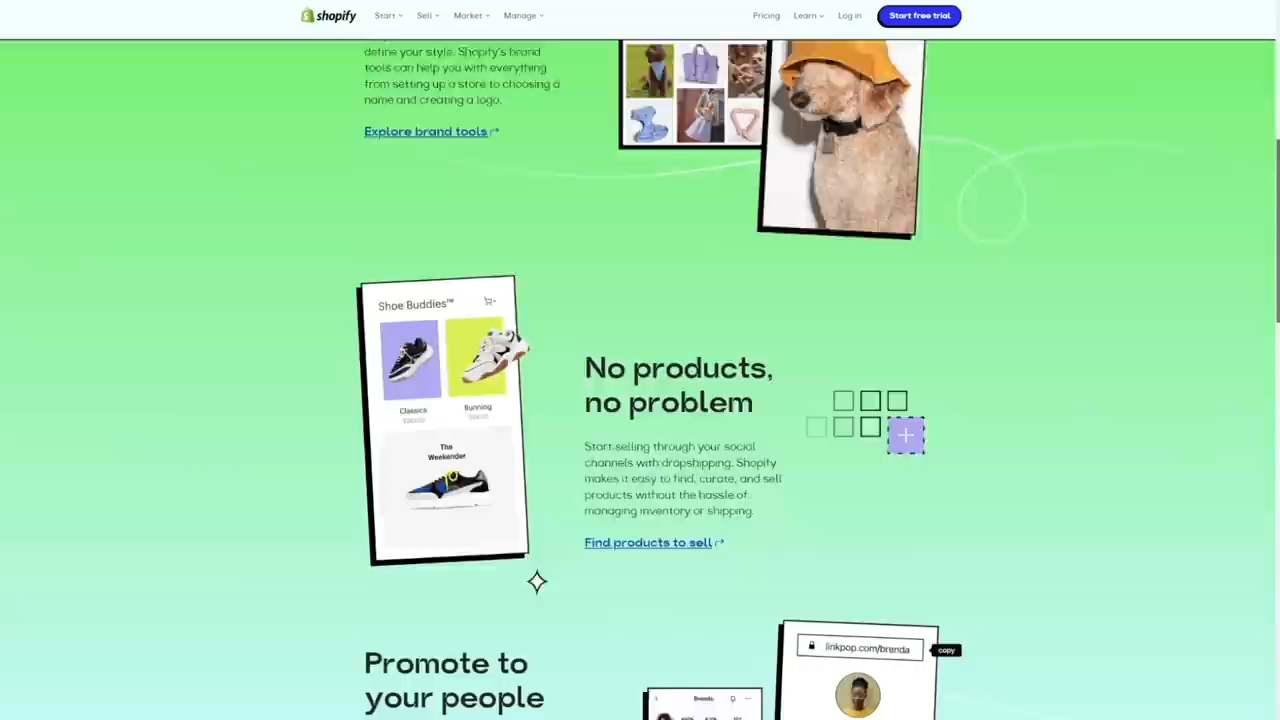 shopify
Start
Sell
Market
Manage
Pricing
Learn
Log in
Start free trial
define your style. Shopify's brand
tools can help you with everything
from setting up a store to choosing a
name and creating a logo.
Explore brand tools
Shoe Buddies™
Classics
Running
The
Weekender
No products,
no problem
Start selling through your social
channels with dropshipping. Shopify
makes it easy to find, curate, and sell
products without the hassle of
managing inventory or shipping.
Find products to sell
Promote to
your people
linkpop.com/brenda
copy
Brands